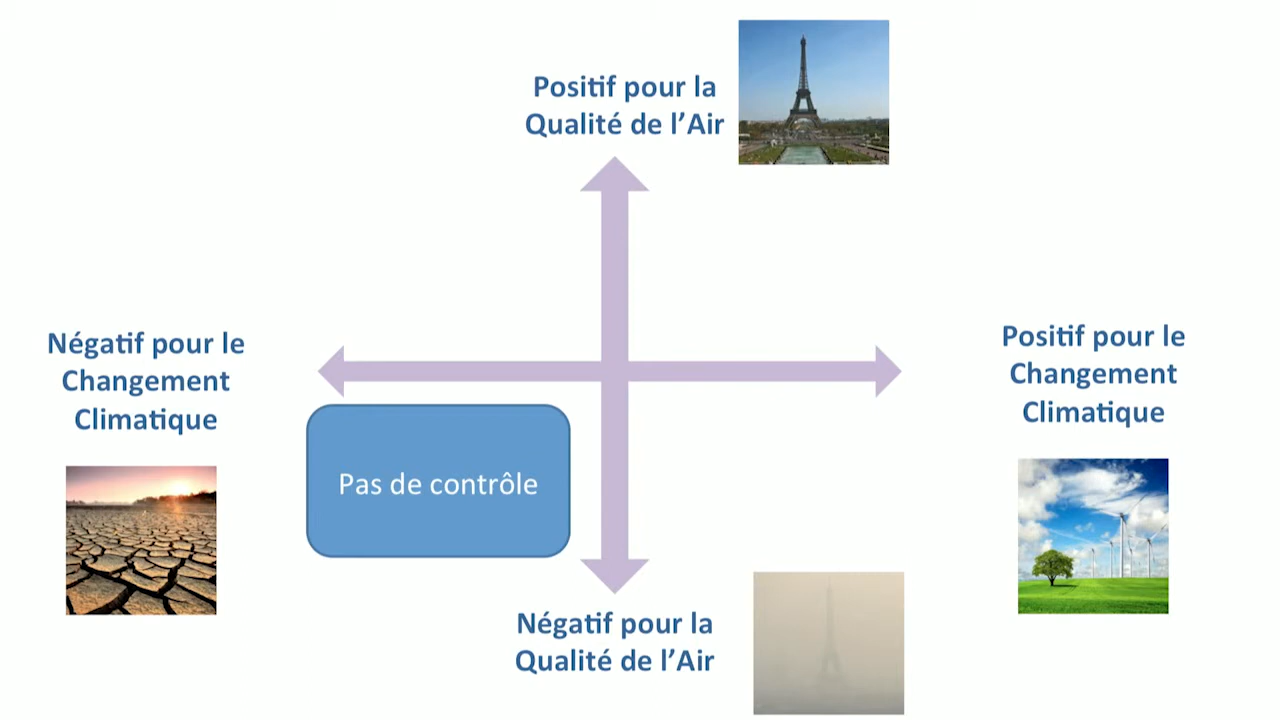 Positif pour la
Qualité de l’Air
Négatif pour le
Changement
Climatique
Positif pour le
Changement
Climatique
Pas de contrôle
Négatif pour la
Qualité de l’Air